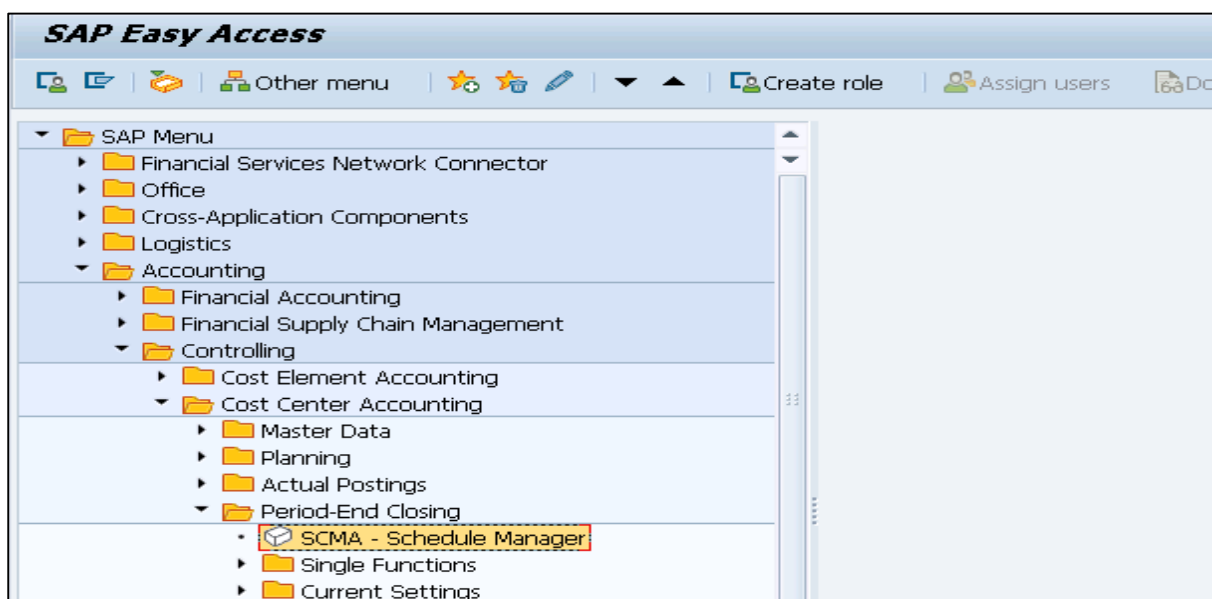 SAP Easy Access
Other menu Create role Assign users Do
SAP Menu
Financial Services Network Connector
Office
Cross-Application Components
Logistics
Accounting
Financial Accounting
Financial Supply Chain Management
Controlling
Cost Element Accounting
Cost Center Accounting
Master Data
Planning
Actual Postings
Period-End Closing
SCMA - Schedule Manager
Single Functions
Current Settings